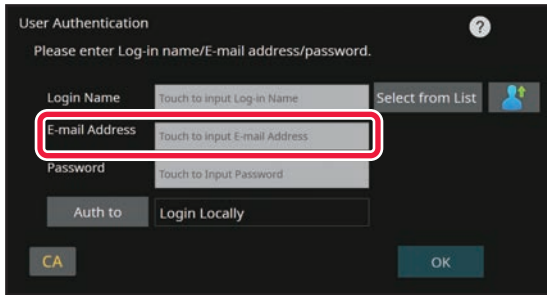 User Authentication ?
Please enter Log-in name/E-mail address/password.
Login Name Touch to input Log-in Name Select from List
E-mail Address Touch to input E-mail Address
Password Touch to Input Password
Auth to Login Locally
CA OK